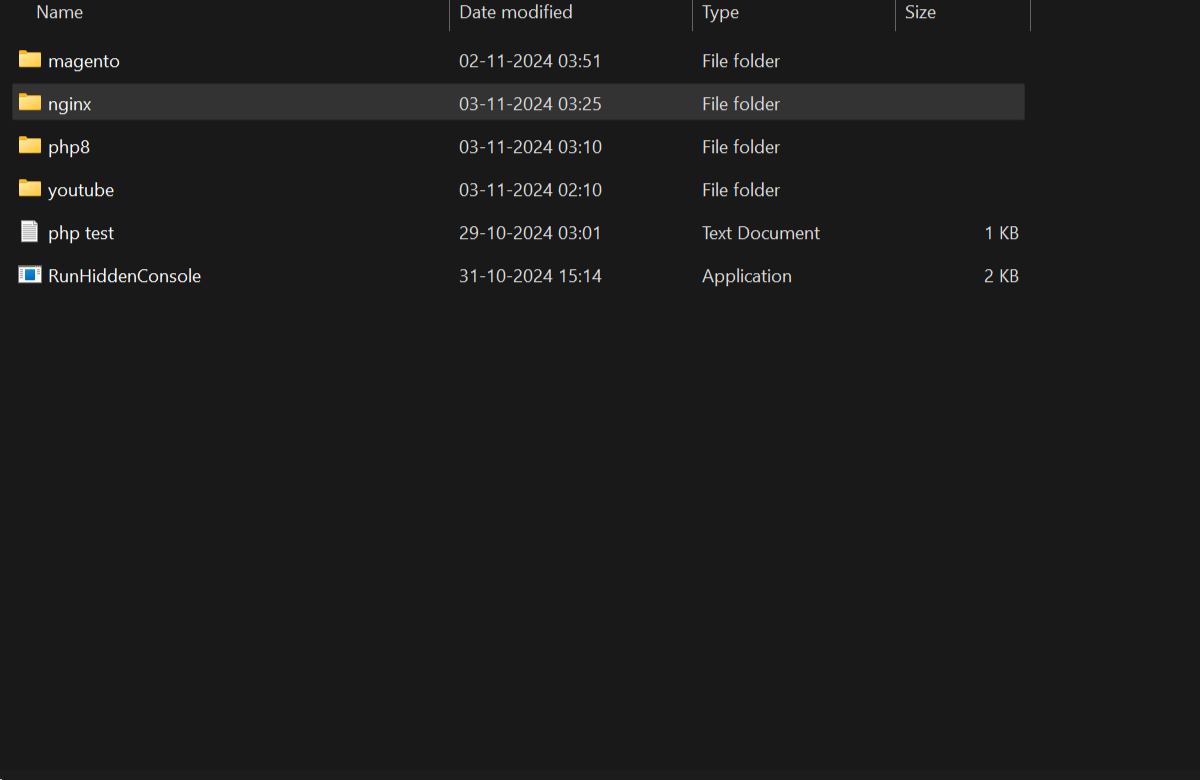 Name Date modified Type Size
magento 02-11-2024 03:51 File folder
nginx 03-11-2024 03:25 File folder
php8 03-11-2024 03:10 File folder
youtube 03-11-2024 02:10 File folder
php test 29-10-2024 03:01 Text Document 1 KB
RunHiddenConsole 31-10-2024 15:14 Application 2 KB